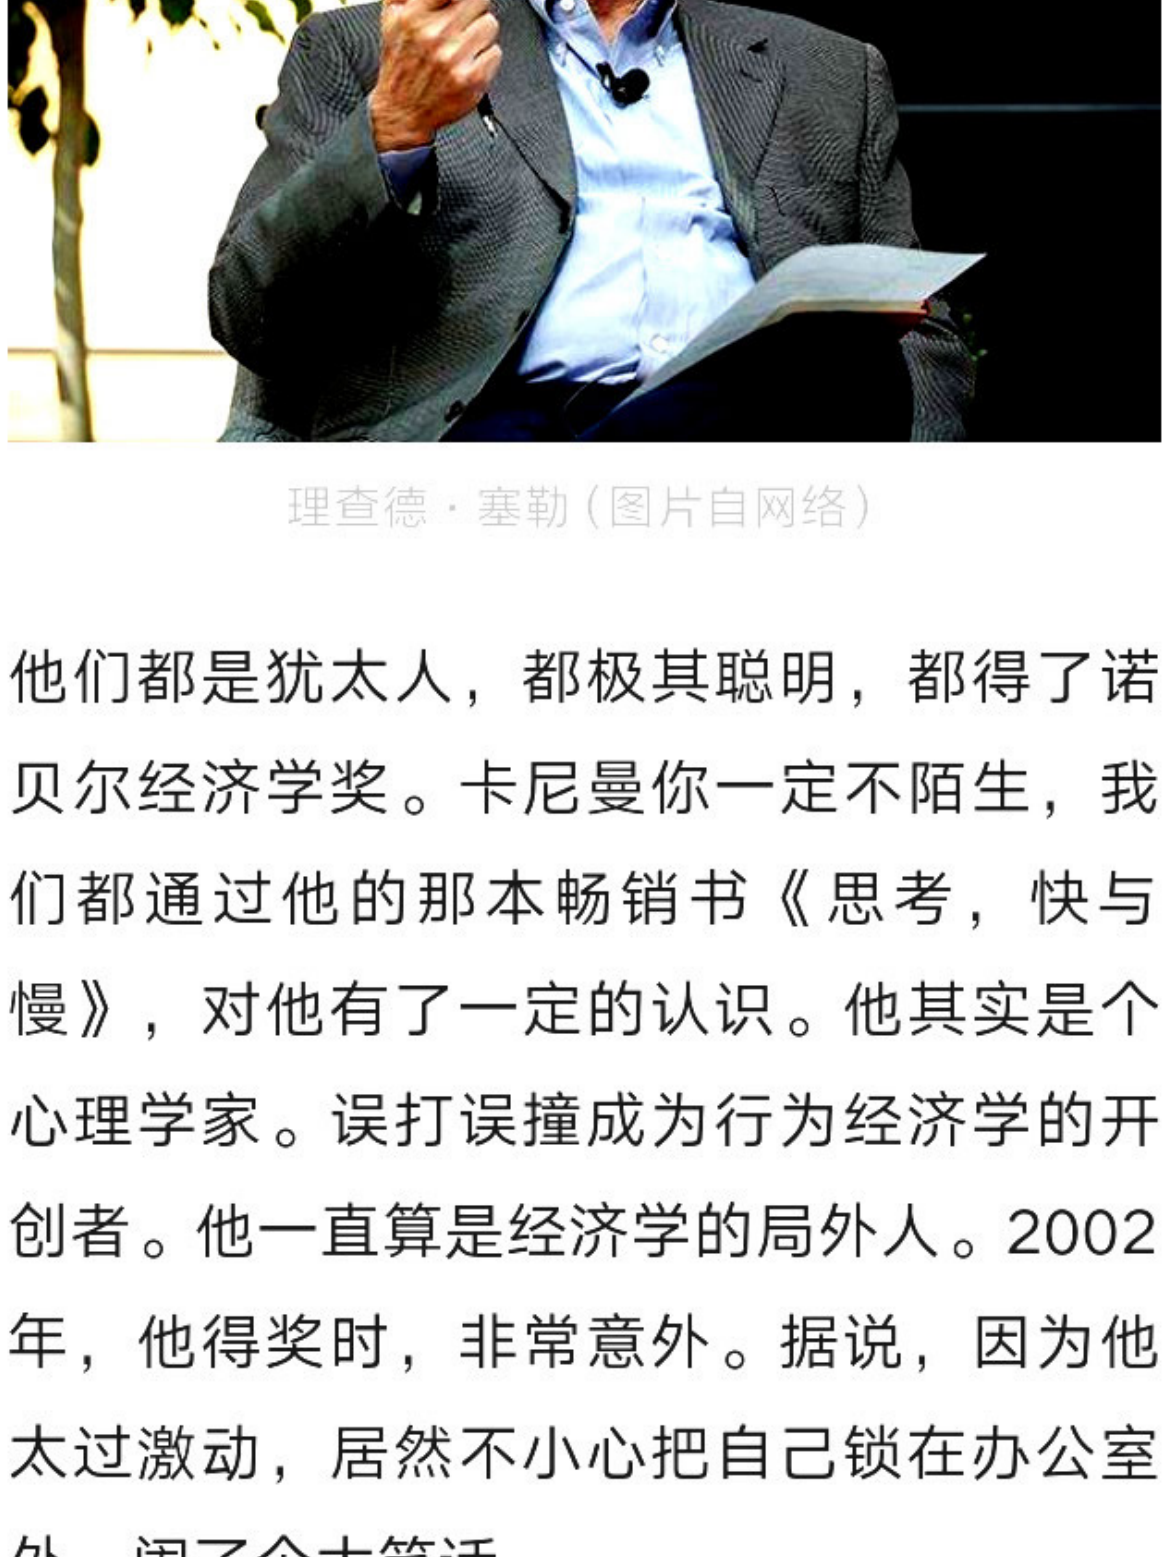 理查德·塞勒(图片自网络)
他们都是犹太人，都极其聪明，都得了诺
贝尔经济学奖。卡尼曼你一定不陌生，我
们都通过他的那本畅销书《思考，快与
慢》，对他有了一定的认识。他其实是个
心理学家。误打误撞成为行为经济学的开
创者。他一直算是经济学的局外人。2002
年，他得奖时，非常意外。据说，因为他
太过激动，居然不小心把自己锁在办公室
外，闹了个大笑话